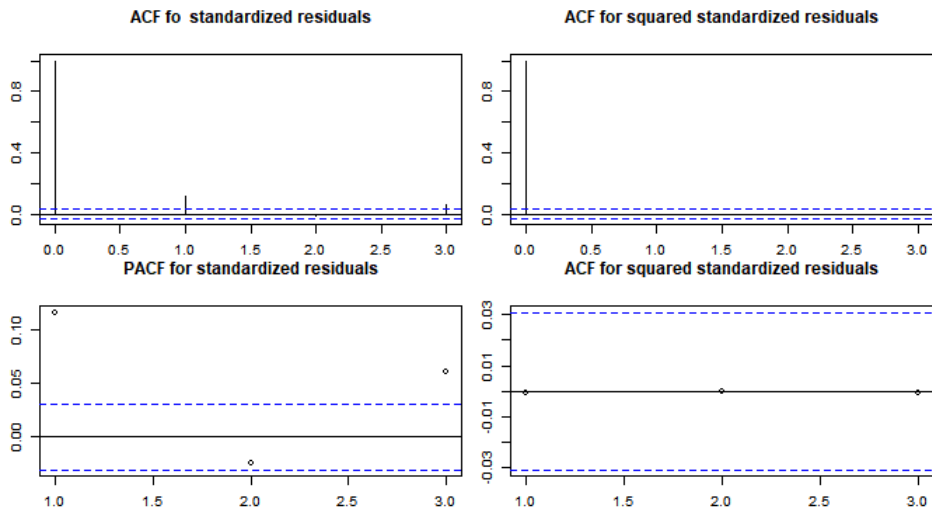 ACF fo  standardized residuals
0.8
0.4
0.0
0.0 0.5 1.0 1.5 2.0 2.5 3.0
ACF for squared standardized residuals
0.8
0.4
0.0
0.0 0.5 1.0 1.5 2.0 2.5 3.0
PACF for standardized residuals
0.10
0.05
0.00
1.0 1.5 2.0 2.5 3.0
ACF for squared standardized residuals
0.03
0.01
-0.01
-0.03
1.0 1.5 2.0 2.5 3.0